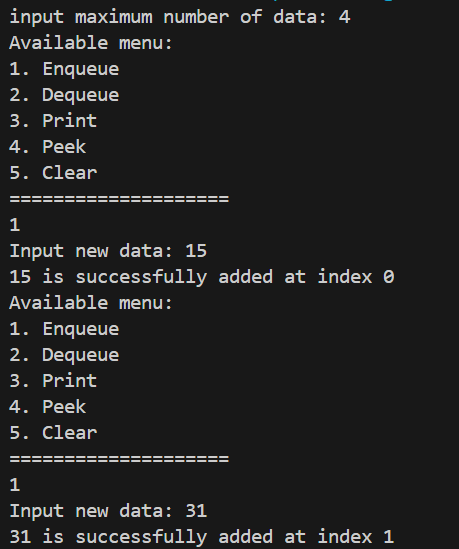 input maximum number of data: 4
Available menu:
1. Enqueue
2. Dequeue
3. Print
4. Peek
5. Clear
====================
1
Input new data: 15
15 is successfully added at index 0
Available menu:
1. Enqueue
2. Dequeue
3. Print
4. Peek
5. Clear
====================
1
Input new data: 31
31 is successfully added at index 1